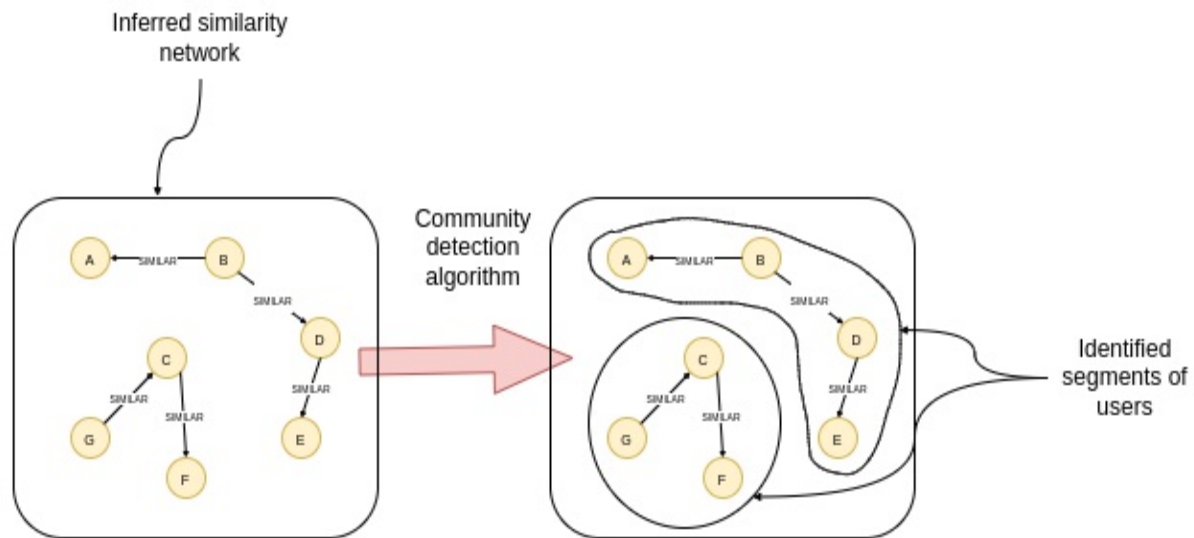 Inferred similarity
network
A
SIMILAR
B
SIMILAR
D
C
SIMILAR
SIMILAR
SIMILAR
G
E
F
Community
detection
algorithm
A
SIMILAR
B
SIMILAR
D
C
SIMILAR
SIMILAR
SIMILAR
G
E
F
Identified
segments of
users